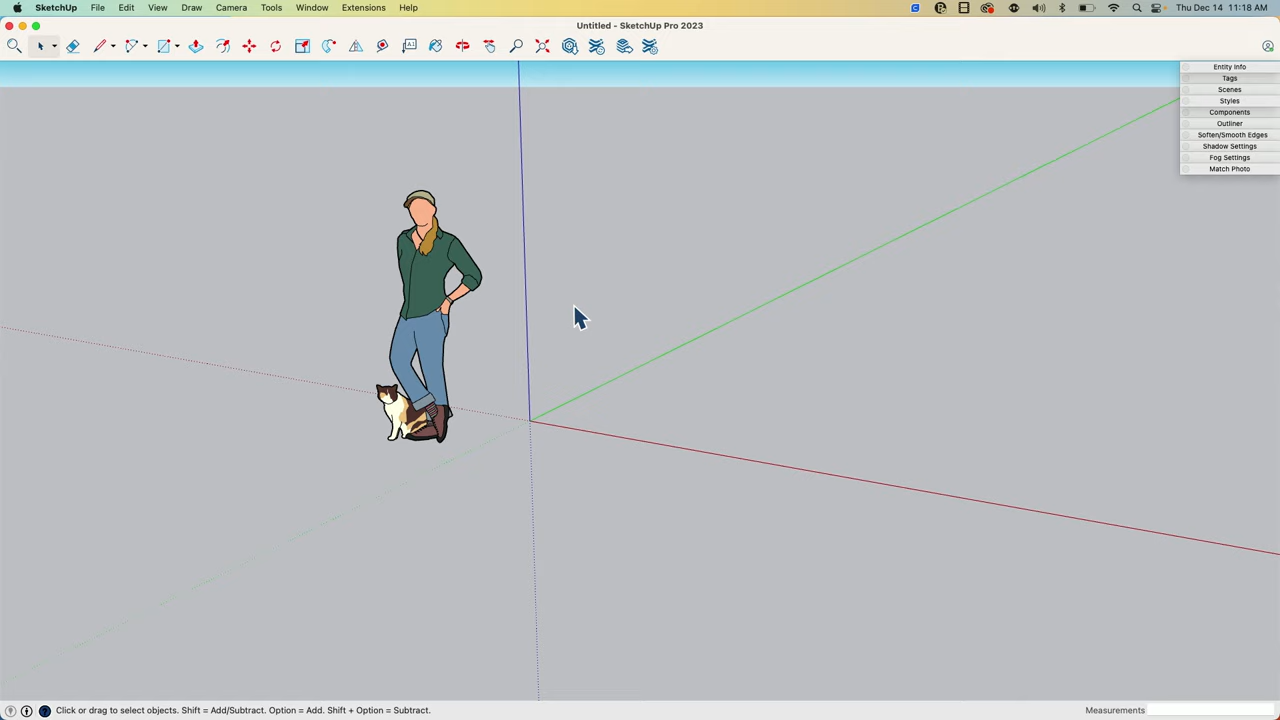 SketchUp File Edit View Draw Camera Tools Window Extensions Help Thu Dec 14 11:18 AM
Untitled - SketchUp Pro 2023
Entity Info
Tags
Scenes
Styles
Components
Outliner
Soften/Smooth Edges
Shadow Settings
Fog Settings
Match Photo
Click or drag to select objects. Shift = Add/Subtract. Option = Add. Shift + Option = Subtract. Measurements